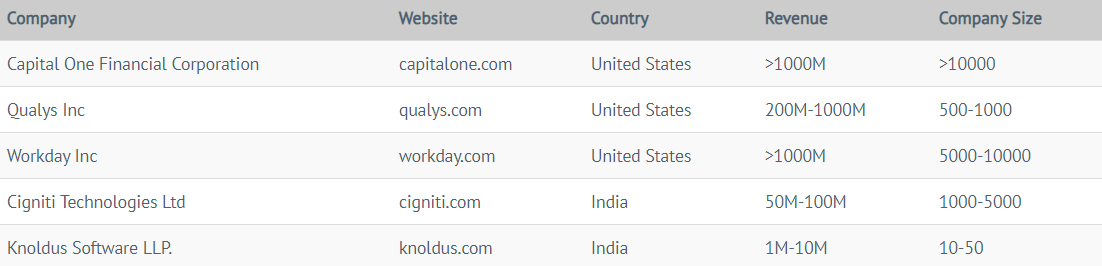 Company Website Country Revenue Company Size
Capital One Financial Corporation capitalone.com United States >1000M >10000
Qualys Inc qualys.com United States 200M-1000M 500-1000
Workday Inc workday.com United States >1000M 5000-10000
Cigniti Technologies Ltd cigniti.com India 50M-100M 1000-5000
Knoldus Software LLP. knoldus.com India 1M-10M 10-50